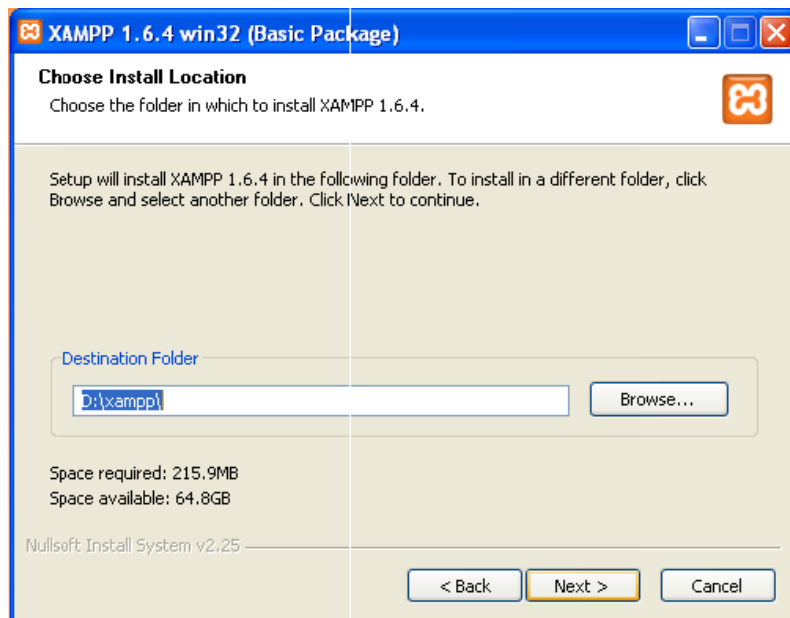 XAMPP 1.6.4 win32 (Basic Package)
Choose Install Location
Choose the folder in which to install XAMPP 1.6.4.
Setup will install XAMPP 1.6.4 in the following folder. To install in a different folder, click
Browse and select another folder. Click Next to continue.
Destination Folder
D:\xampp\
Browse...
Space required: 215.9MB
Space available: 64.8GB
Nullsoft Install System v2.25
< Back Next > Cancel